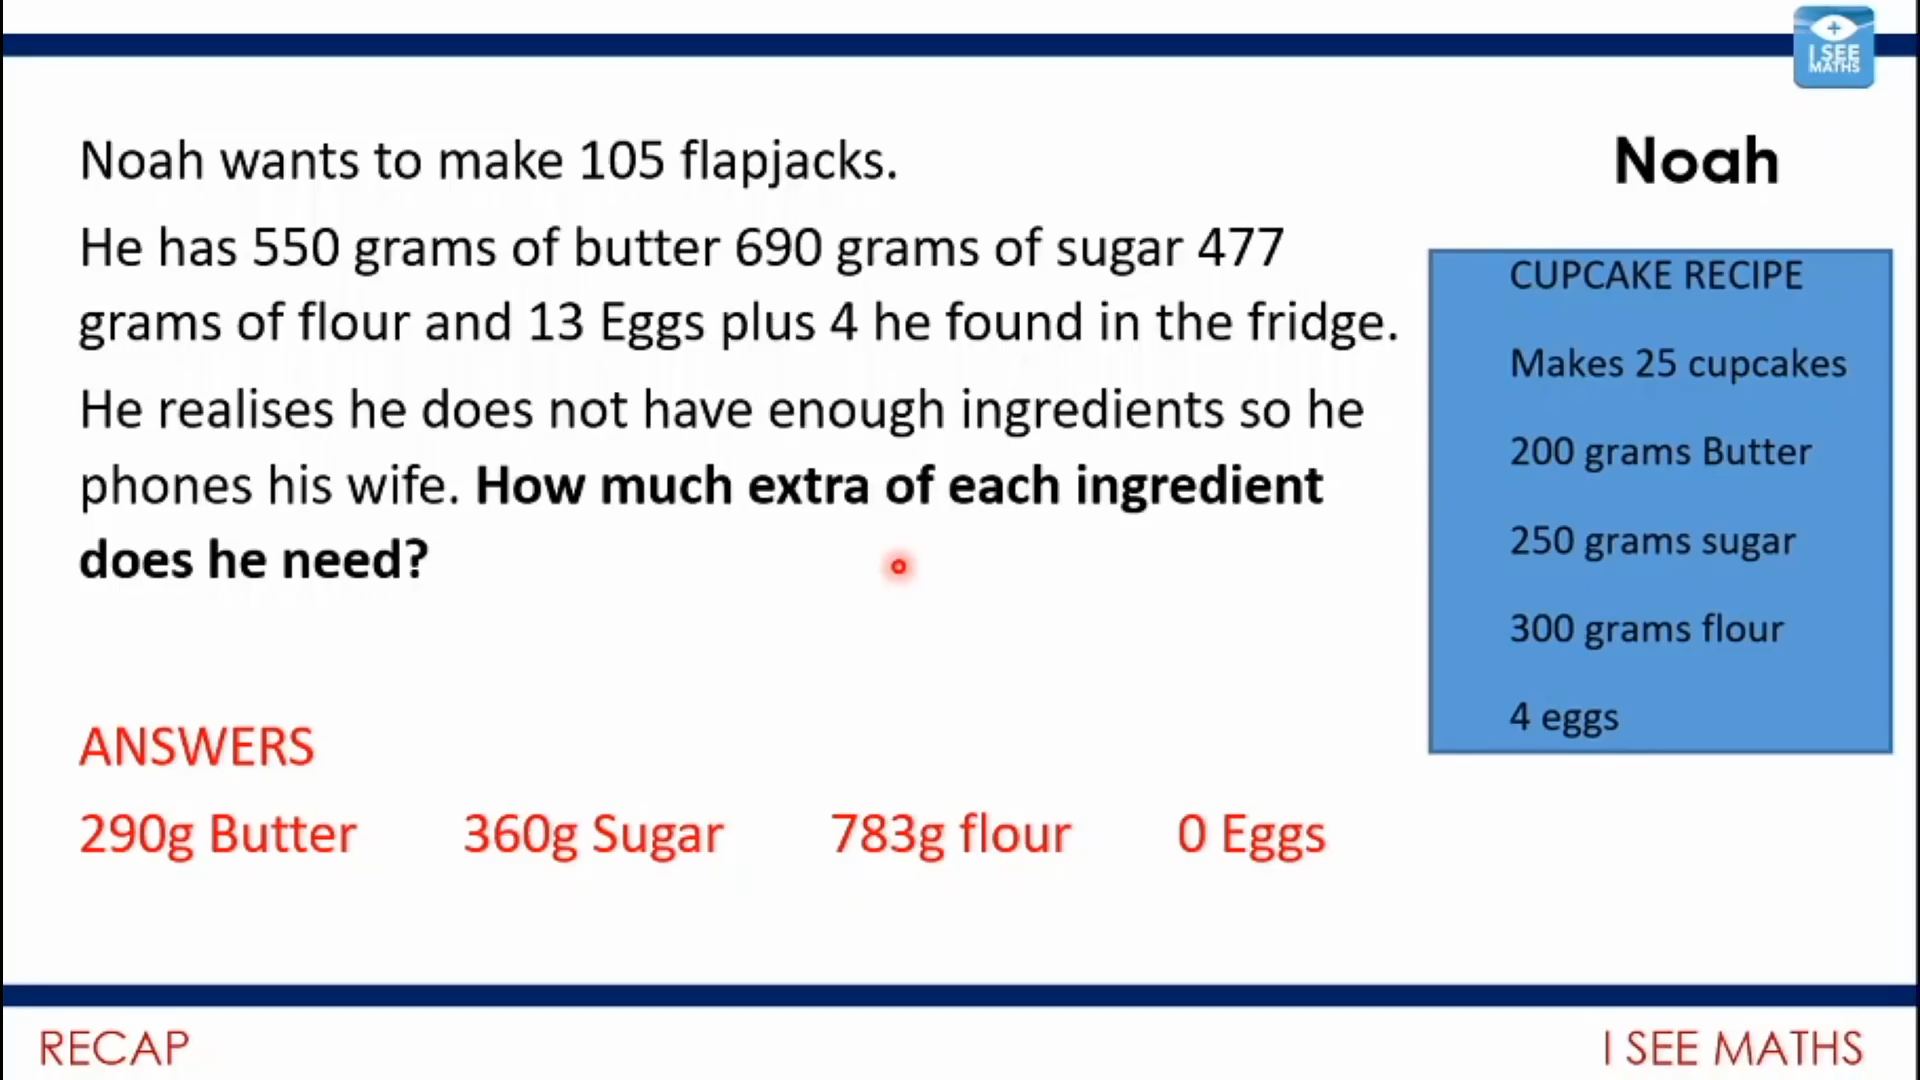 I SEE
MATHS
Noah wants to make 105 flapjacks.
He has 550 grams of butter 690 grams of sugar 477
grams of flour and 13 Eggs plus 4 he found in the fridge.
He realises he does not have enough ingredients so he
phones his wife. How much extra of each ingredient
does he need?
ANSWERS
290g Butter 360g Sugar 783g flour 0 Eggs
Noah
CUPCAKE RECIPE
Makes 25 cupcakes
200 grams Butter
250 grams sugar
300 grams flour
4 eggs
RECAP
I SEE MATHS